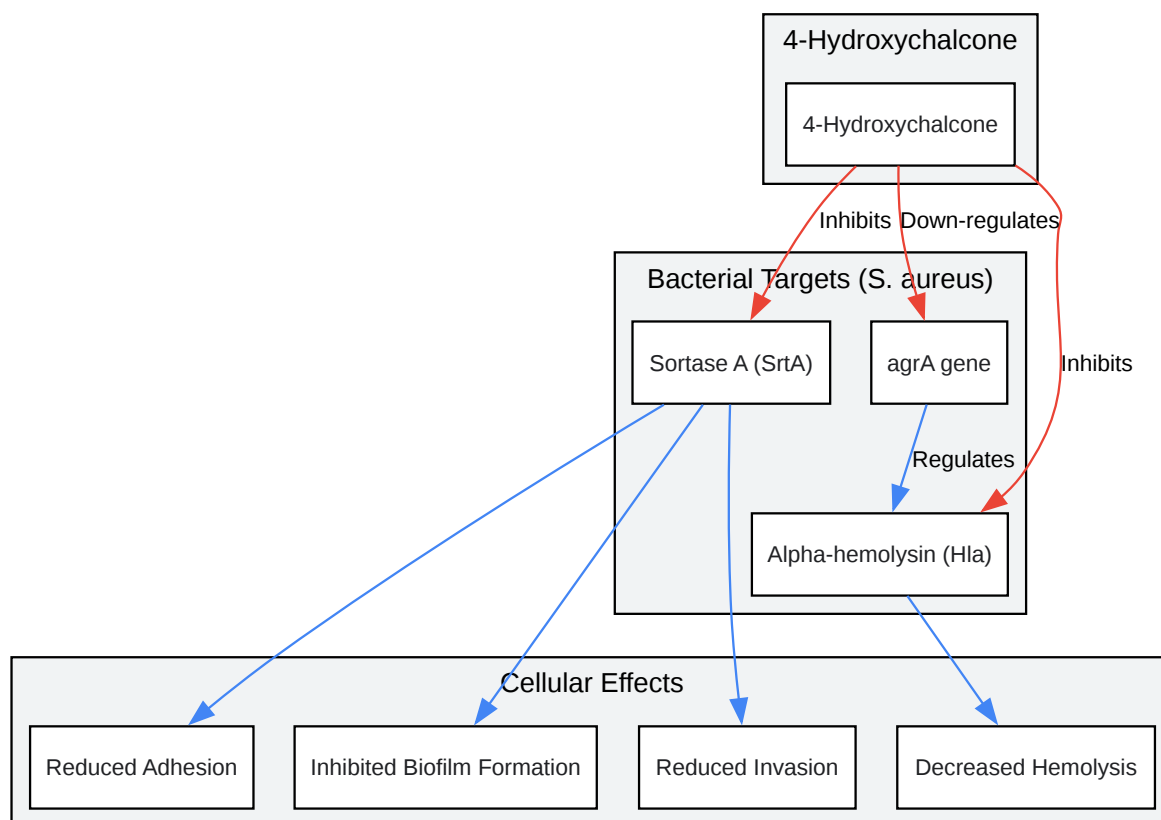 4-Hydroxychalcone
4-Hydroxychalcone
Inhibits
Down-regulates
Bacterial Targets (S. aureus)
Sortase A (SrtA)
agrA gene
Inhibits
Regulates
Alpha-hemolysin (Hla)
Cellular Effects
Reduced Adhesion
Inhibited Biofilm Formation
Reduced Invasion
Decreased Hemolysis